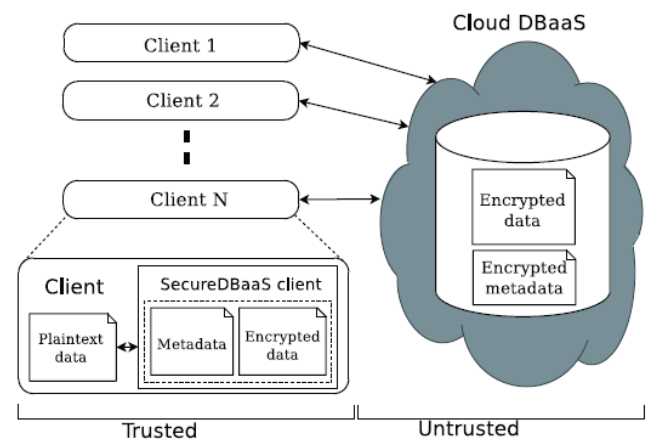 Cloud DBaaS
Client 1
Client 2
Client N
Encrypted
data
Encrypted
metadata
Client
SecureDBaaS client
Plaintext
data
Metadata
Encrypted
data
Trusted
Untrusted